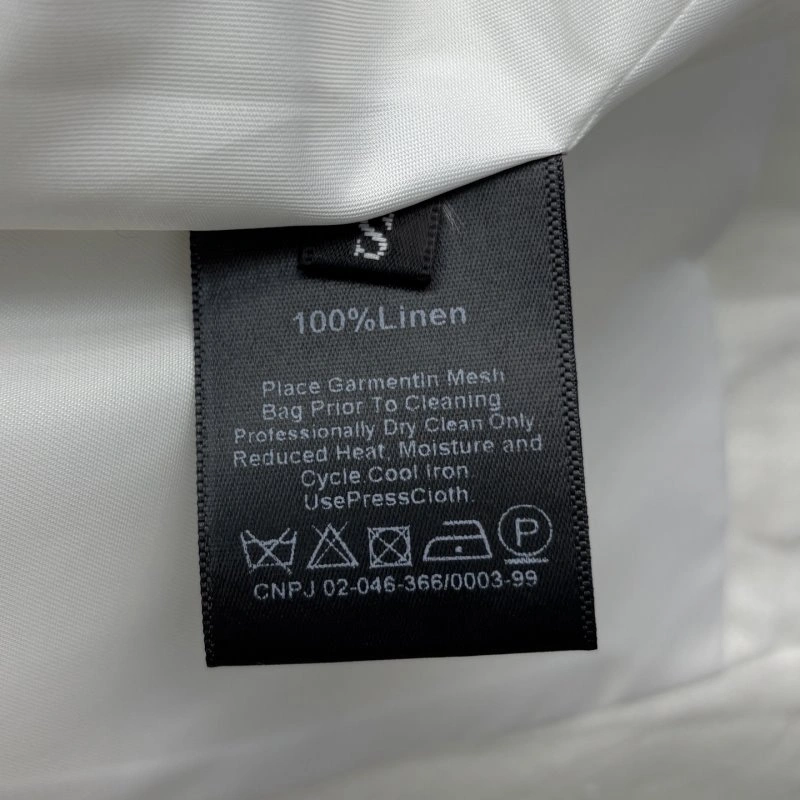 100%Linen
Place Garmentin Mesh
Bag Prior To Cleaning
Professionally Dry Clean Only
Reduced Heat, Moisture and
Cycle.Cool Iron.
UsePressCloth.
P
CNPJ 02-046-366/0003-99